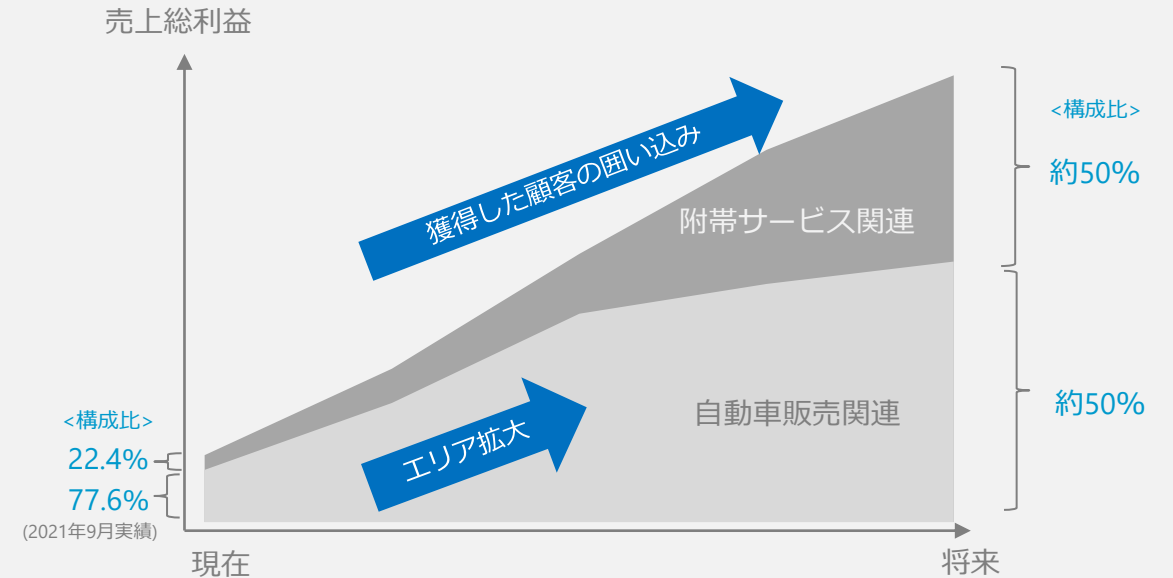 売上総利益
獲得した顧客の囲い込み
<構成比>
約50%
附帯サービス関連
自動車販売関連
約50%
エリア拡大
<構成比>
22.4%
77.6%
(2021年9月実績)
現在
将来